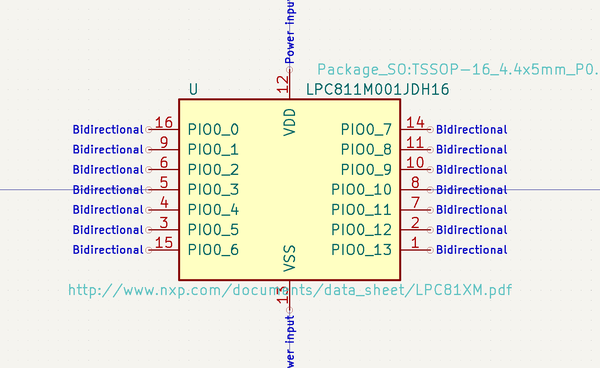 Power input
Package_SO:TSSOP-16_4.4x5mm_P0.
12
U
LPC811M001JDH16
VDD
Bidirectional 16 PIO0_0 PIO0_7 14 Bidirectional
Bidirectional 9 PIO0_1 PIO0_8 11 Bidirectional
Bidirectional 6 PIO0_2 PIO0_9 10 Bidirectional
Bidirectional 5 PIO0_3 PIO0_10 8 Bidirectional
Bidirectional 4 PIO0_4 PIO0_11 7 Bidirectional
Bidirectional 3 PIO0_5 PIO0_12 2 Bidirectional
Bidirectional 15 PIO0_6 PIO0_13 1 Bidirectional
VSS
http://www.nxp.com/documents/data_sheet/LPC81XM.pdf
13
wer input